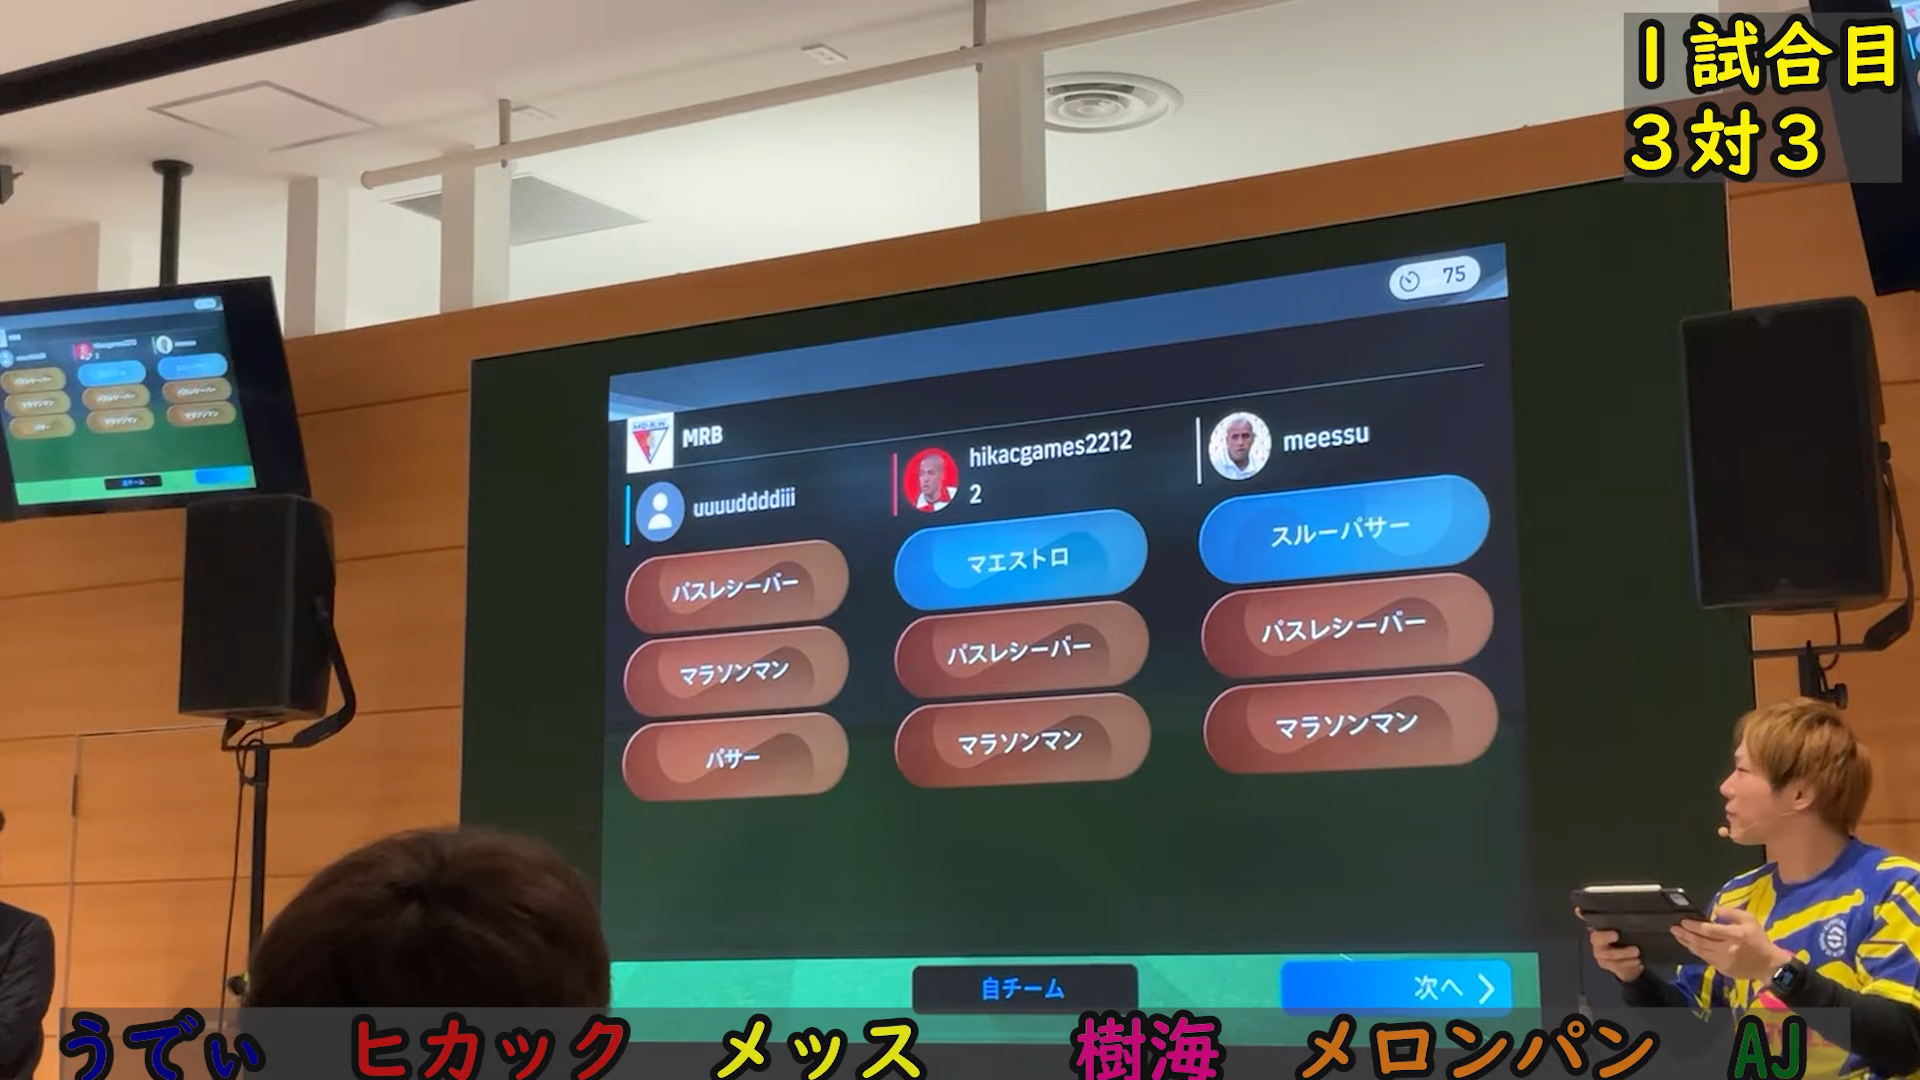 1試合目
3対3
75
MRB
uuuuddddiii
パスレシーバー
マラソンマン
パサー
hikacgames2212
2
マエストロ
パスレシーバー
マラソンマン
meessu
スルーパサー
パスレシーバー
マラソンマン
自チーム
次へ
うでぃ ヒカック メッス 樹海 メロンパン AJ